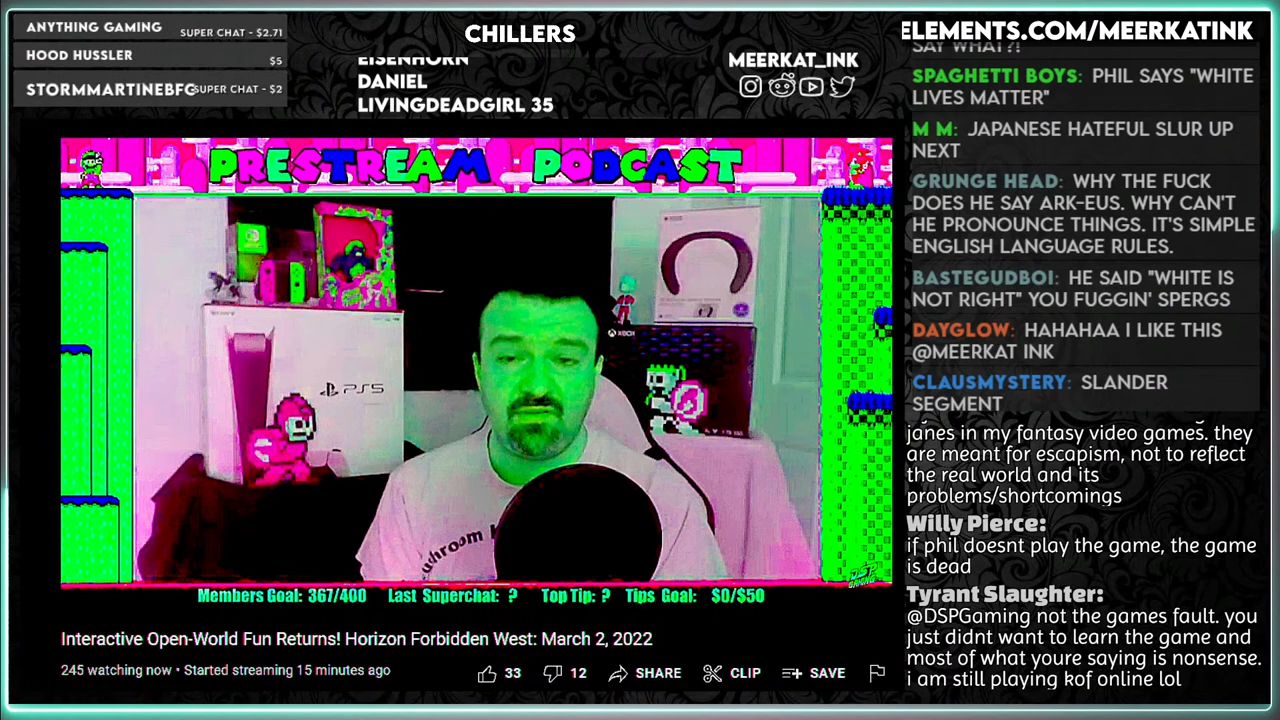 ANYTHING GAMING
SUPER CHAT - $2.71
HOOD HUSSLER
$5
STORMMARTINEBFG
SUPER CHAT - $2
CHILLERS
EISENHORN
DANIEL
LIVINGDEADGIRL 35
MEERKAT_INK
ELEMENTS.COM/MEERKATINK
SAY WHAT?!
SPAGHETTI BOYS: PHIL SAYS "WHITE
LIVES MATTER"
M M: JAPANESE HATEFUL SLUR UP
NEXT
GRUNGE HEAD: WHY THE FUCK
DOES HE SAY ARK-EUS. WHY CAN'T
HE PRONOUNCE THINGS. IT'S SIMPLE
ENGLISH LANGUAGE RULES.
BASTEGUDBOI: HE SAID "WHITE IS
NOT RIGHT" YOU FUGGIN' SPERGS
DAYGLOW: HAHAHAA I LIKE THIS
@MEERKAT INK
CLAUSMYSTERY: SLANDER
SEGMENT
janes in my fantasy video games. they
are meant for escapism, not to reflect
the real world and its
problems/shortcomings
Willy Pierce:
if phil doesnt play the game, the game
is dead
Tyrant Slaughter:
@DSPGaming not the games fault. you
just didnt want to learn the game and
most of what youre saying is nonsense.
i am still playing kof online lol
PRESTREAM PODCAST
SONY
PS5
XBOX
ushroom
DSP
GAMING
Members Goal: 367/400 Last Superchat: ? Top Tip: ? Tips Goal: $0/$50
Interactive Open-World Fun Returns! Horizon Forbidden West: March 2, 2022
245 watching now • Started streaming 15 minutes ago
33
12
SHARE
CLIP
SAVE